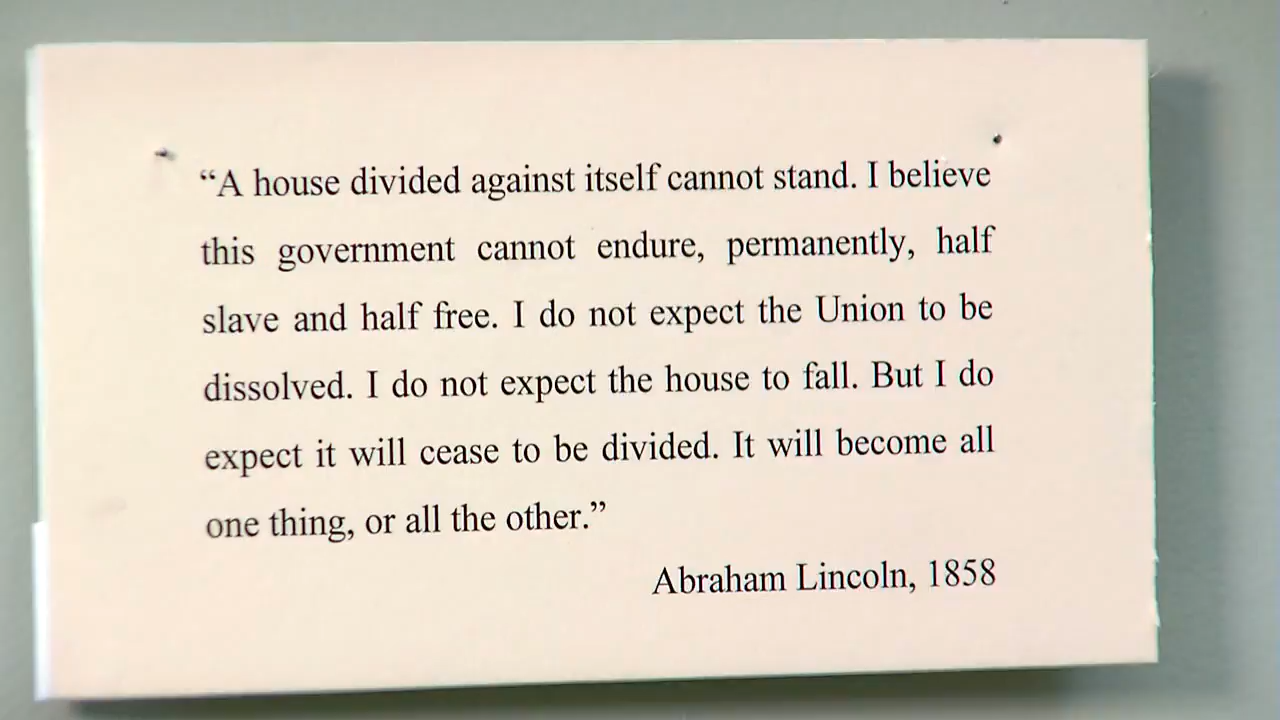 “A house divided against itself cannot stand. I believe
this government cannot endure, permanently, half
slave and half free. I do not expect the Union to be
dissolved. I do not expect the house to fall. But I do
expect it will cease to be divided. It will become all
one thing, or all the other.”
Abraham Lincoln, 1858